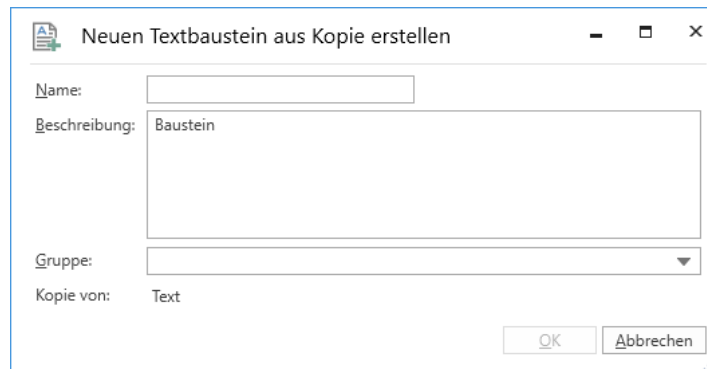 Neuen Textbaustein aus Kopie erstellen
Name:
Beschreibung: Baustein
Gruppe:
Kopie von: Text
OK Abbrechen